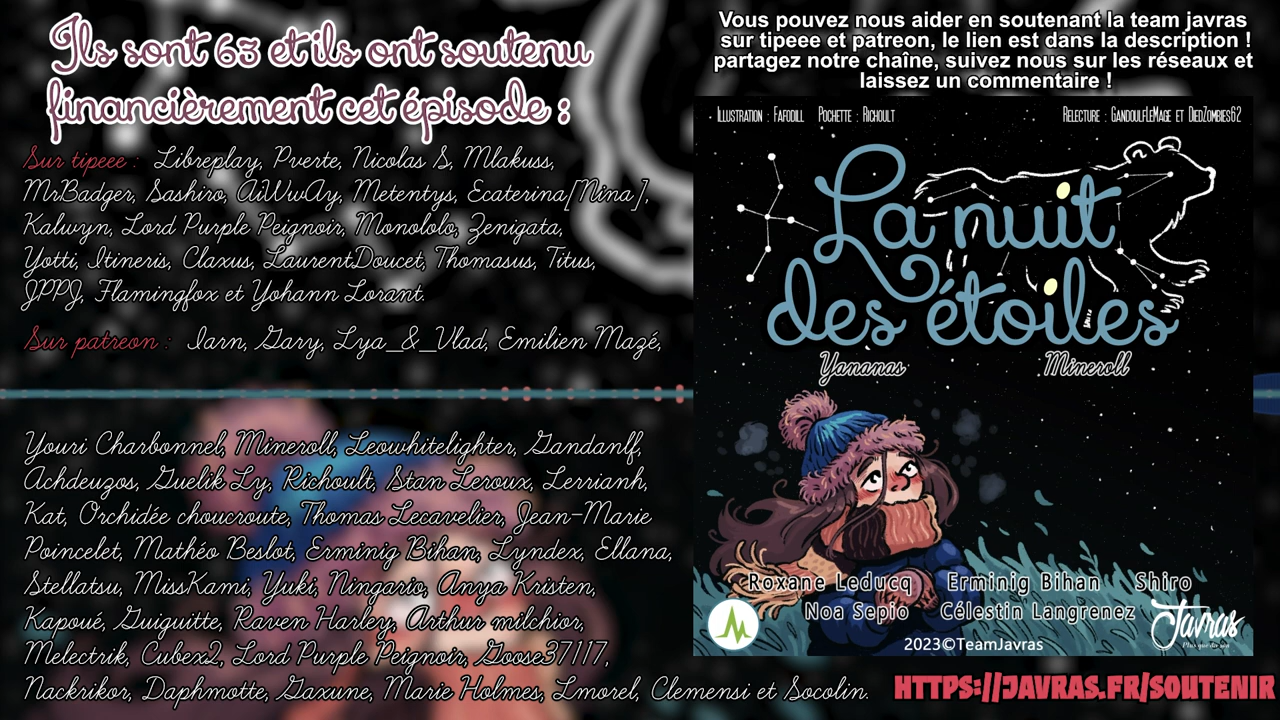 Ils sont 63 et ils ont soutenu
financièrement cet épisode :
Sur tipeee : Libreplay, Pverte, Nicolas S, Mlakuss,
MrBadger, Sashiro, AiWwAy, Metentys, Ecaterina[Nina],
Kalwyn, Lord Purple Peignoir, Monololo, Zenigata,
Yotti, Itineris, Claxus, LaurentDoucet, Thomasus, Titus,
JPPJ, Flamingfox et Yohann Lorant.
Sur patreon : Iarn, Gary, Lya_&_Vlad, Emilien Mazé,
Youri Charbonnel, Mineroll, Leowhitelighter, Gandanlf,
Achdeuzos, Guelik Ly, Richoult, Stan Leroux, Lerrianh,
Kat, Orchidée choucroute, Thomas Lecavelier, Jean-Marie
Poincelet, Mathéo Beslot, Erminig Bihan, Lyndex, Ellana,
Stellatsu, MissKami, Yuki, Ningario, Anya Kristen,
Kapoué, Guiguitte, Raven Harley, Arthur milchior,
Melectrik, Cubex2, Lord Purple Peignoir, Goose37117,
Nackrikor, Daphmotte, Gaxune, Marie Holmes, Lmorel, Clemensi et Socolin.
Vous pouvez nous aider en soutenant la team javras
sur tipeee et patreon, le lien est dans la description !
partagez notre chaîne, suivez nous sur les réseaux et
laissez un commentaire !
Illustration : Fafodill Pochette : Richoult Relecture : GandoulfLeMage et DiedZombies62
La nuit
des étoiles
Yananas Mineroll
Roxane Leducq Erminig Bihan Shiro
Noa Sepio Célestin Langrenez
Javras
Plus que du son
2023©TeamJavras
HTTPS://JAVRAS.FR/SOUTENIR